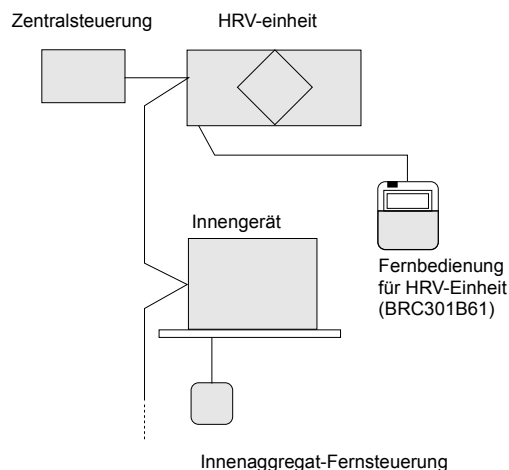 Zentralsteuerung
HRV-einheit
Innengerät
Fernbedienung
für HRV-Einheit
(BRC301B61)
Innenaggregat-Fernsteuerung